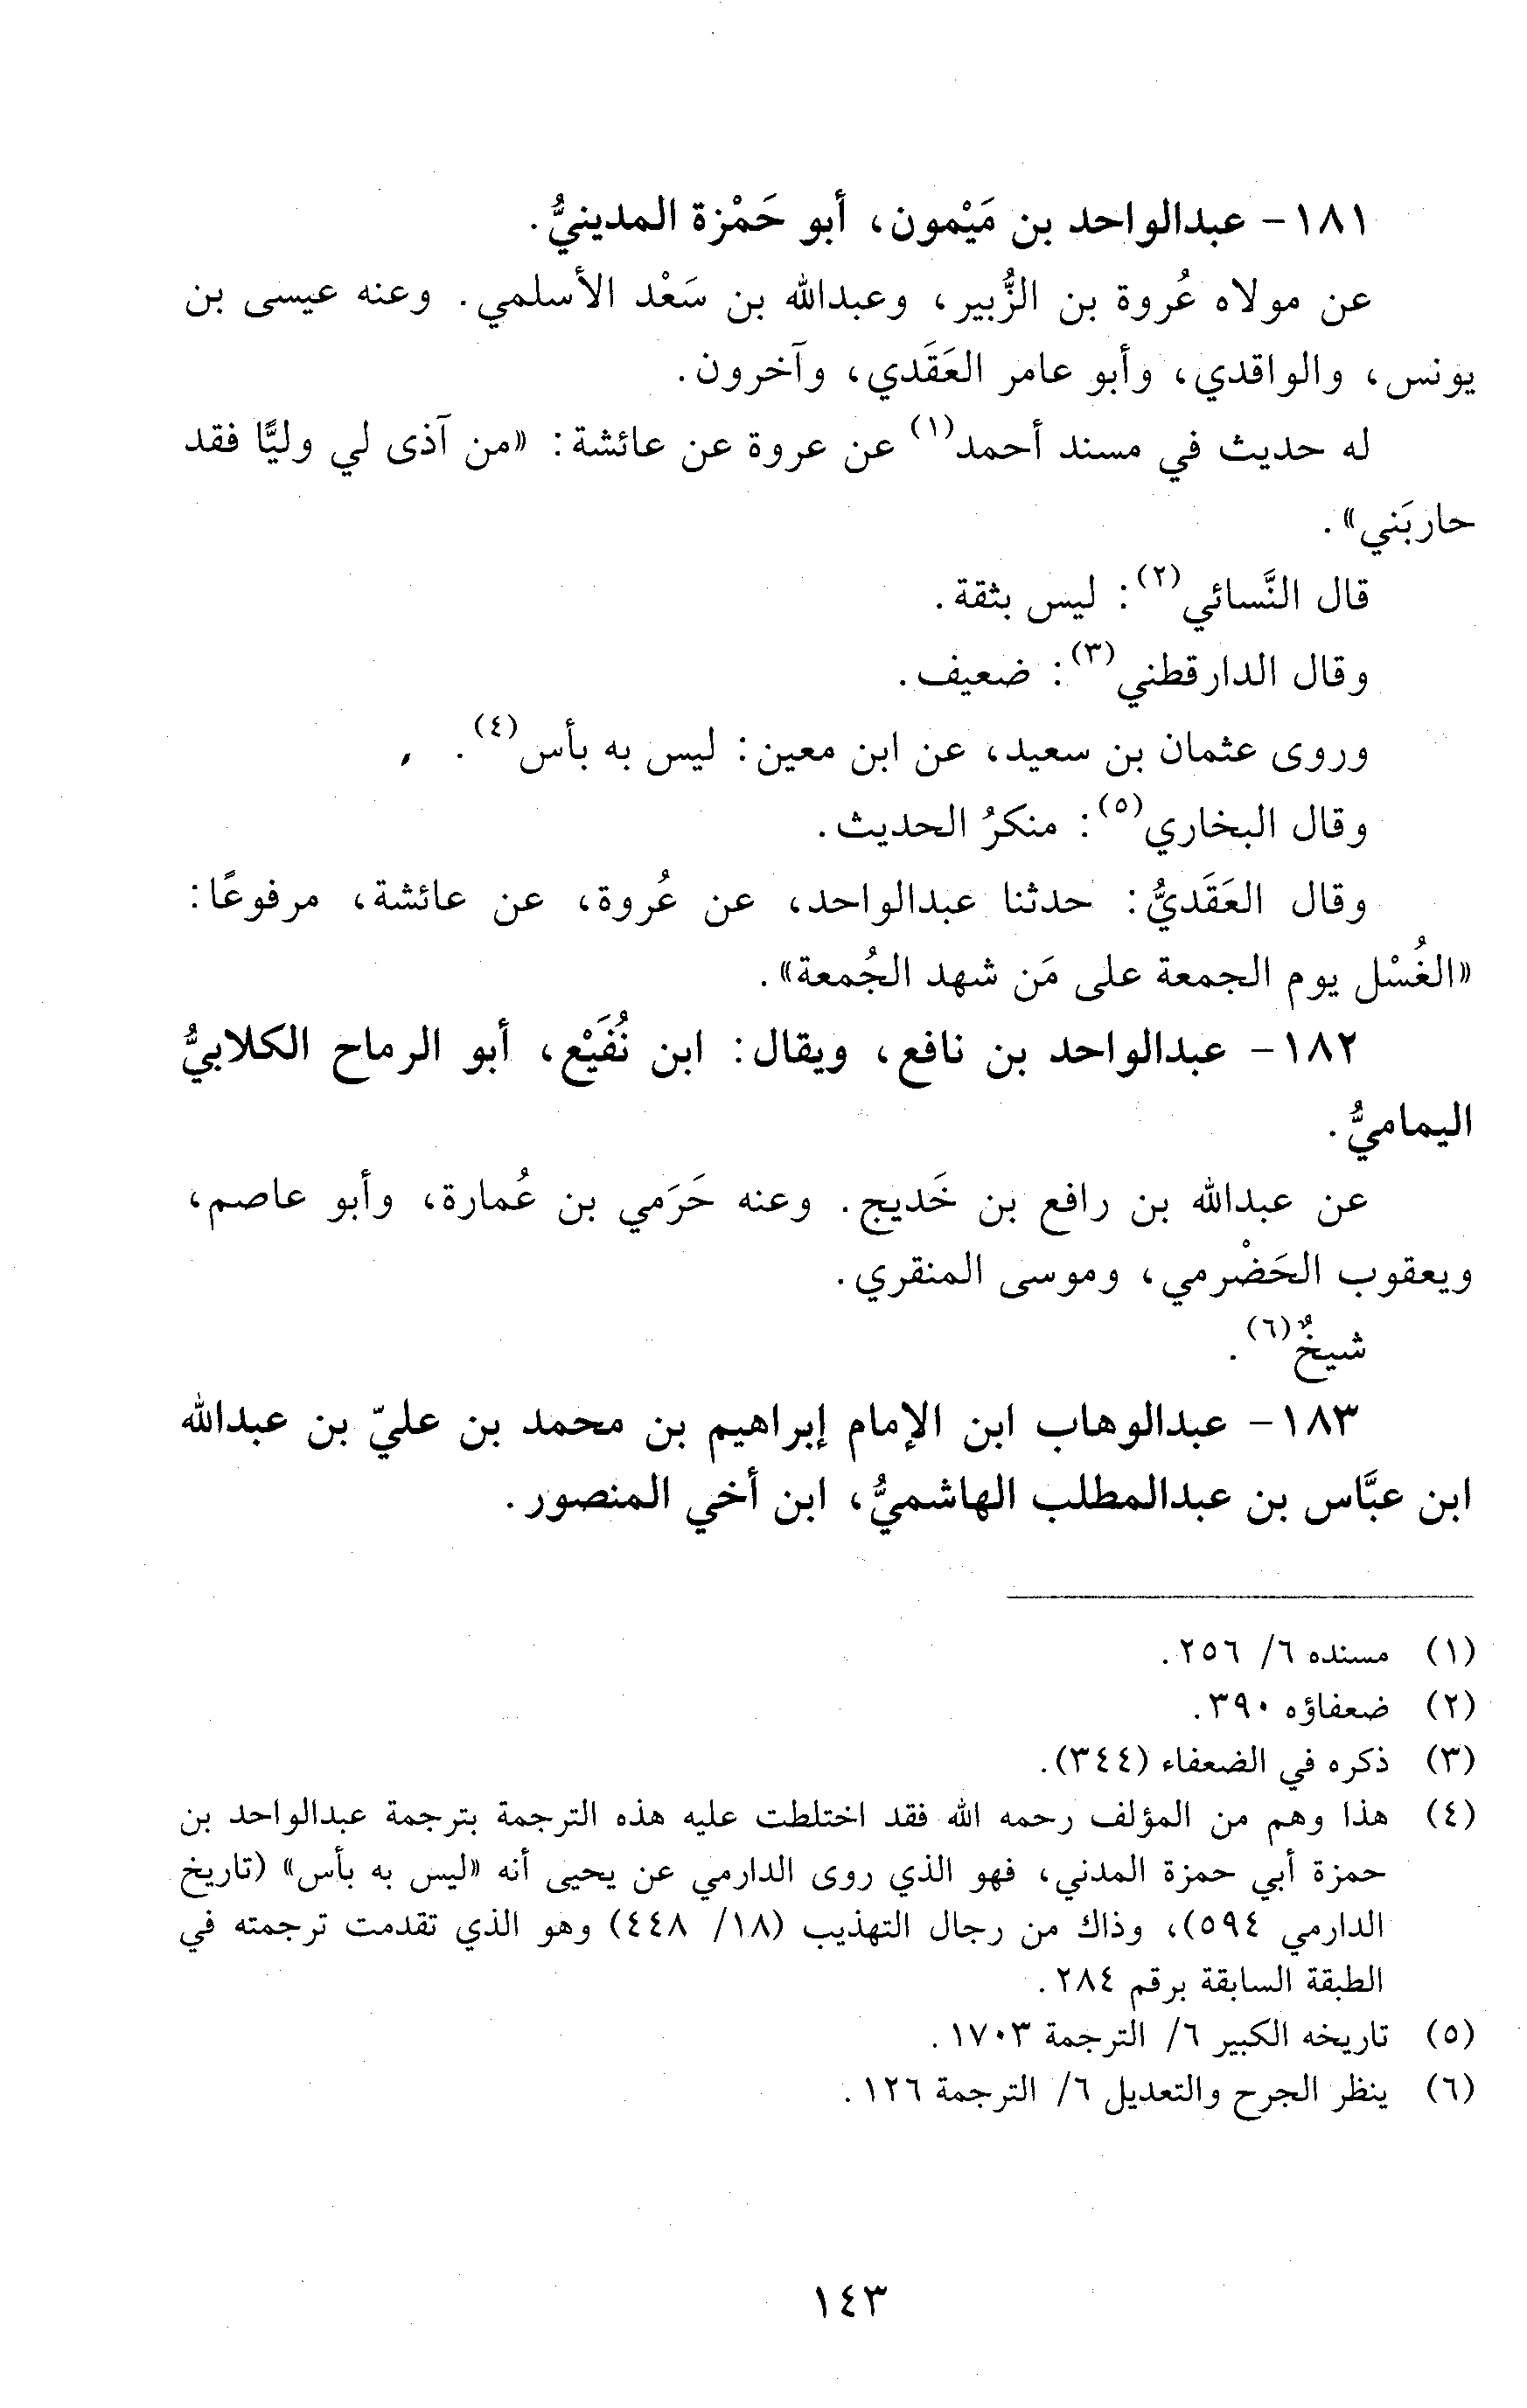 ١٨١- عبدالواحد بن مَيْمون، أبو حَمْزة المدينيُّ.
عن مولاه عُروة بن الزُّبير، وعبدالله بن سَعْد الأسلمي. وعنه عيسى بن
يونس، والواقدي، وأبو عامر العَقَدي، وآخرون.
له حديث في مسند أحمد(١) عن عروة عن عائشة: «من آذى لي وليًّا فقد
حاربَني».
قال النَّسائي(٢): ليس بثقة.
وقال الدارقطني(٣): ضعيف.
وروى عثمان بن سعيد، عن ابن معين: ليس به بأس(٤).
وقال البخاري(٥): منكرُ الحديث.
وقال العَقَديُّ: حدثنا عبدالواحد، عن عُروة، عن عائشة، مرفوعًا:
«الغُسْل يوم الجمعة على مَن شهد الجُمعة».
١٨٢- عبدالواحد بن نافع، ويقال: ابن نُفَيْع، أبو الرماح الكلابيُّ
اليماميُّ.
عن عبدالله بن رافع بن خَديج. وعنه حَرَمي بن عُمارة، وأبو عاصم،
ويعقوب الحَضْرمي، وموسى المنقري.
شيخٌ(٦).
١٨٣- عبدالوهاب ابن الإمام إبراهيم بن محمد بن عليّ بن عبدالله
ابن عبَّاس بن عبدالمطلب الهاشميُّ، ابن أخي المنصور.
(١) مسنده ٦/ ٢٥٦.
(٢) ضعفاؤه ٣٩٠.
(٣) ذكره في الضعفاء (٣٤٤).
(٤) هذا وهم من المؤلف رحمه الله فقد اختلطت عليه هذه الترجمة بترجمة عبدالواحد بن
حمزة أبي حمزة المدني، فهو الذي روى الدارمي عن يحيى أنه «ليس به بأس» (تاريخ
الدارمي ٥٩٤)، وذاك من رجال التهذيب (١٨/ ٤٤٨) وهو الذي تقدمت ترجمته في
الطبقة السابقة برقم ٢٨٤.
(٥) تاريخه الكبير ٦/ الترجمة ١٧٠٣.
(٦) ينظر الجرح والتعديل ٦/ الترجمة ١٢٦.
١٤٣